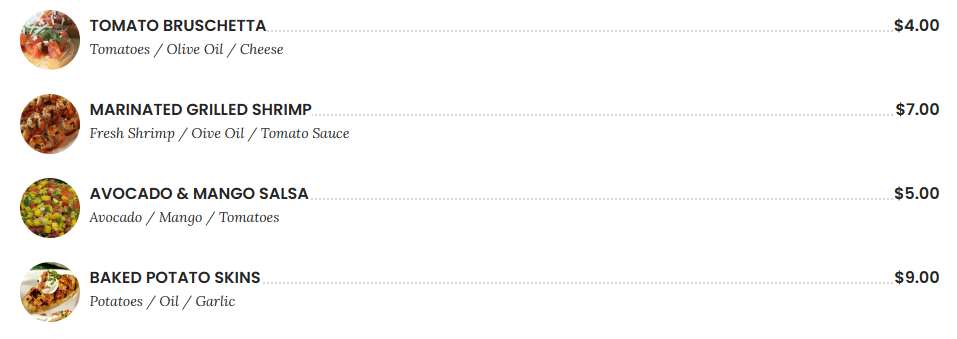 TOMATO BRUSCHETTA $4.00
Tomatoes / Olive Oil / Cheese
MARINATED GRILLED SHRIMP $7.00
Fresh Shrimp / Oive Oil / Tomato Sauce
AVOCADO & MANGO SALSA $5.00
Avocado / Mango / Tomatoes
BAKED POTATO SKINS $9.00
Potatoes / Oil / Garlic